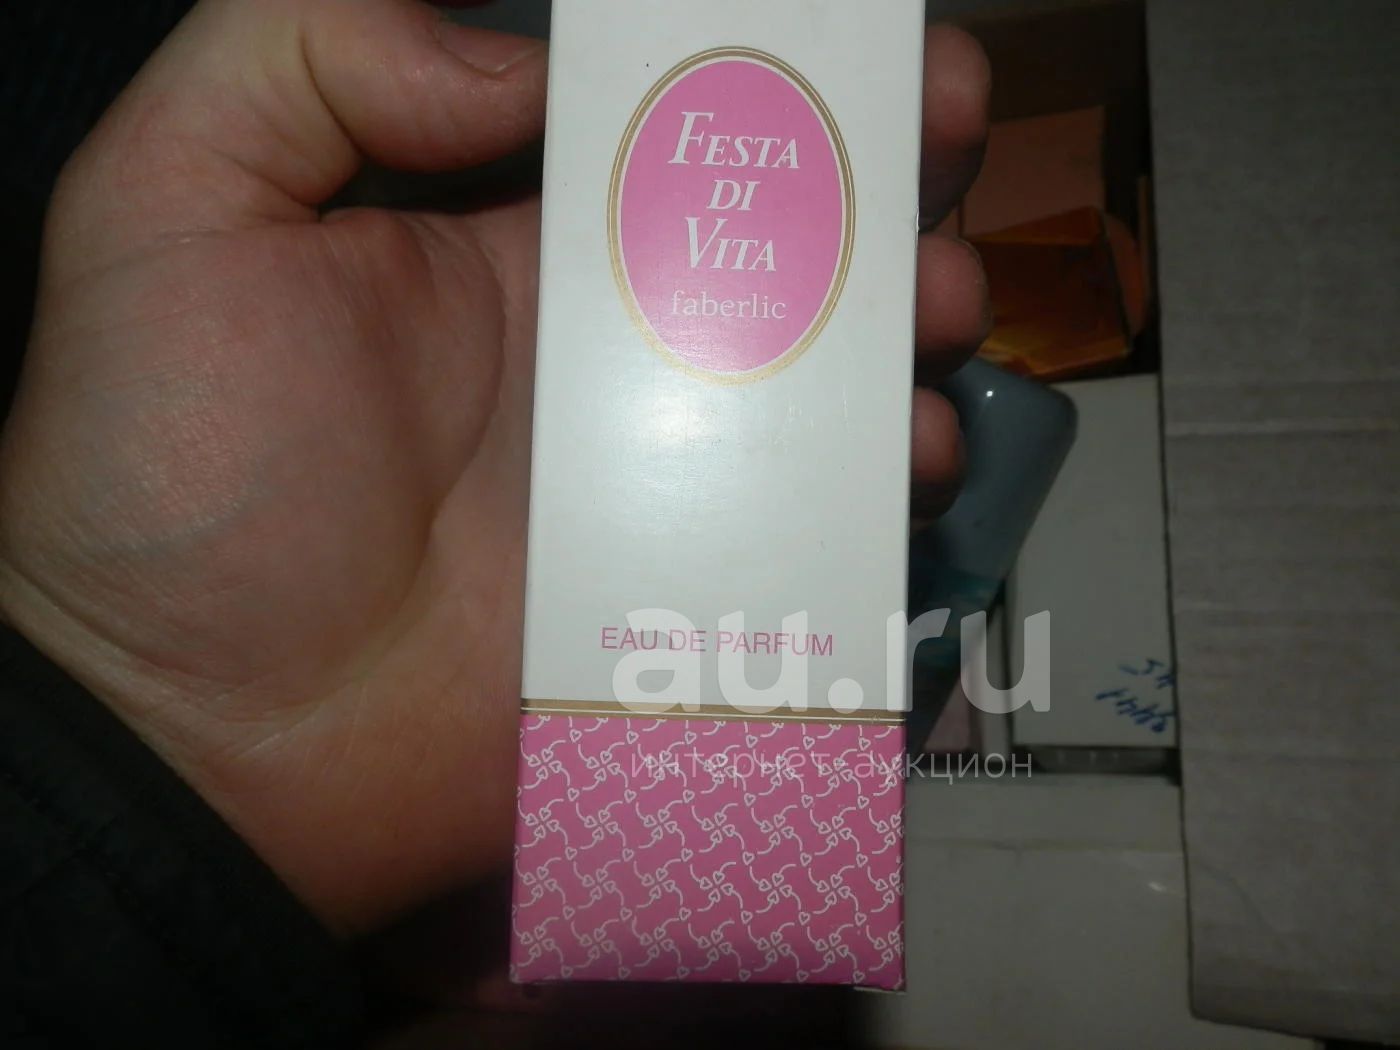 FESTA
DI
VITA
faberlic
EAU DE PARFUM
au.ru
интернет-аукцион